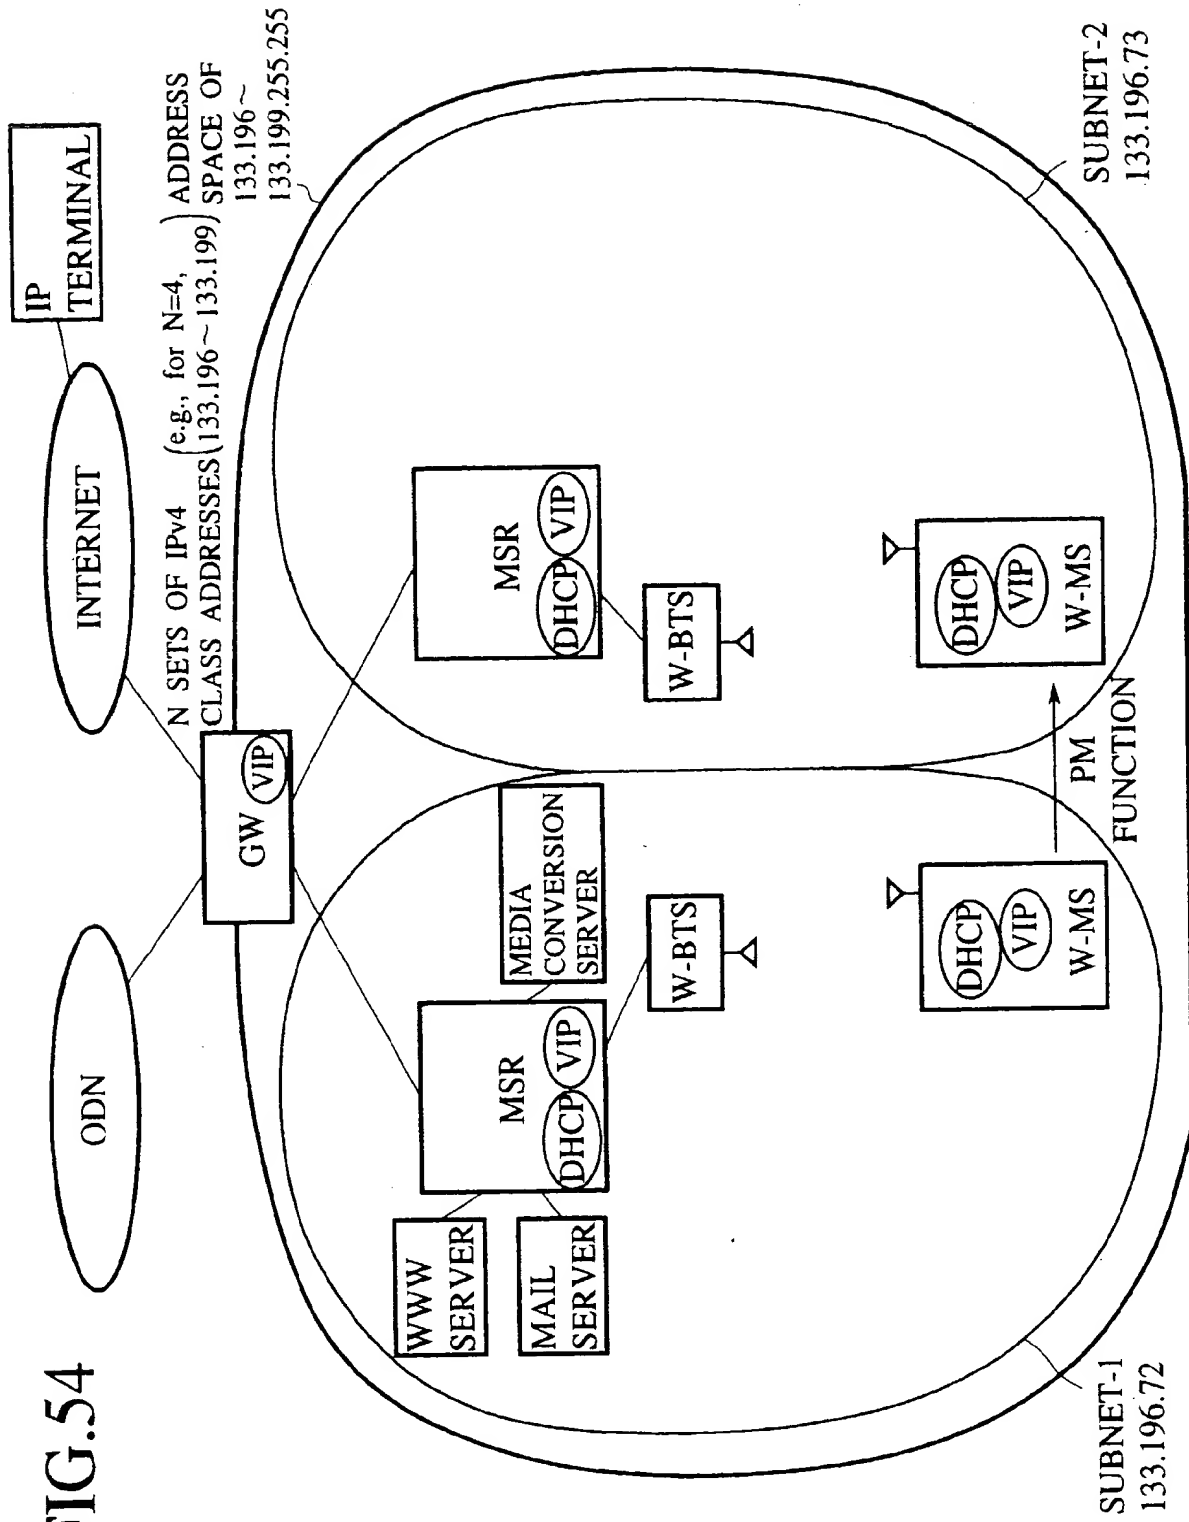 FIG.54
ODN
INTERNET
IP
TERMINAL
GW
VIP
N SETS OF IPv4
CLASS ADDRESSES
(e.g., for N=4,
133.196~133.199)
ADDRESS
SPACE OF
133.196~
133.199.255.255
WWW
SERVER
MAIL
SERVER
MSR
DHCP
VIP
MEDIA
CONVERSION
SERVER
W-BTS
MSR
DHCP
VIP
W-BTS
DHCP
VIP
W-MS
PM
FUNCTION
DHCP
VIP
W-MS
SUBNET-1
133.196.72
SUBNET-2
133.196.73